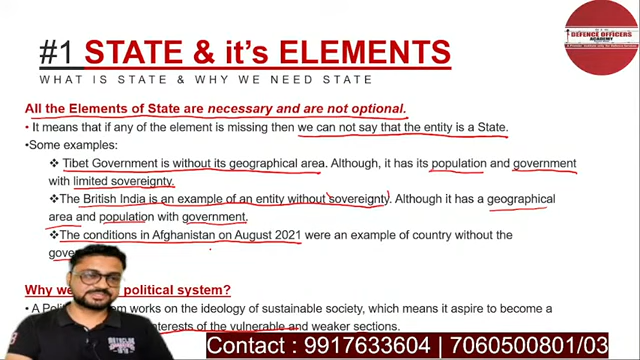 DEFENCE OFFICERS
ACADEMY
#1 STATE & it's ELEMENTS
WHAT IS STATE & WHY WE NEED STATE
All the Elements of State are necessary and are not optional.
• It means that if any of the element is missing then we can not say that the entity is a State.
•Some examples:
❖ Tibet Government is without its geographical area. Although, it has its population and government
with limited sovereignty.
❖ The British India is an example of an entity without 'sovereignty'. Although it has a geographical
area and population with government.
❖ The conditions in Afghanistan on August 2021 were an example of country without the
Why we political system?
• A works on the ideology of sustainable society, which means it aspire to become a
interests of the vulnerable and weaker sections.
Contact : 9917633604 | 7060500801/03